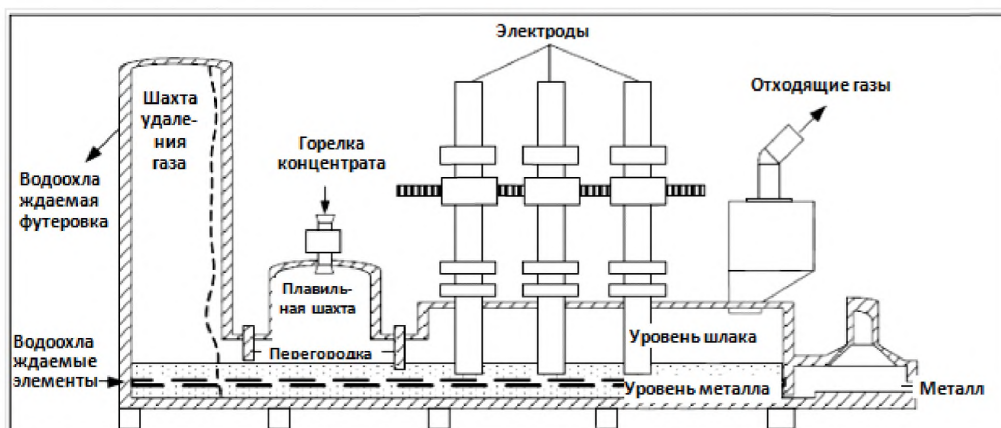 Электроды
Отходящие газы
Шахта
удале-
ния
газа
Горелка
концентрата
Водоохла
ждаемая
футеровка
Плавиль-
ная шахта
Уровень шлака
Водоохла
ждаемые
элементы
Перегородка
Уровень металла
Металл